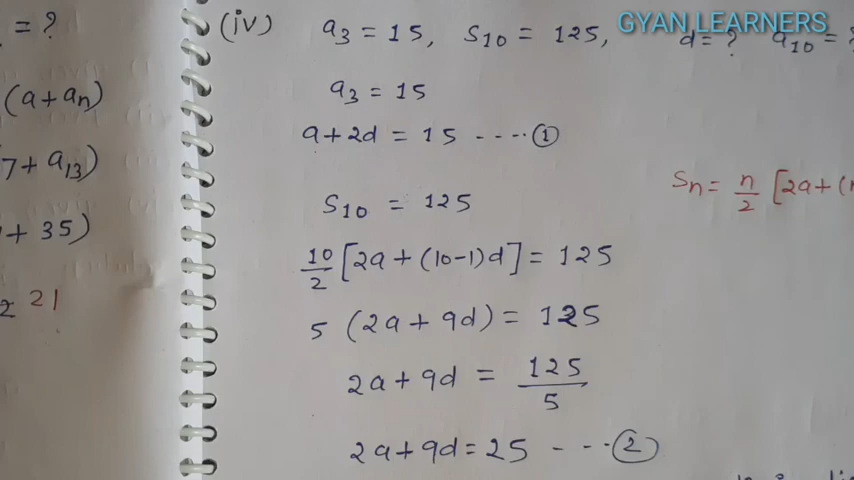 = ?
(a + an)
7 + a13)
+ 35)
21
(iv) a3 = 15, S10 = 125, d = ? a10 = ?
a3 = 15
a + 2d = 15 ---- ①
S10 = 125
10/2 [2a + (10-1)d] = 125
5 (2a + 9d) = 125
2a + 9d = 125/5
2a + 9d = 25 --- ②
Sn = n/2 [2a + (
GYAN LEARNERS